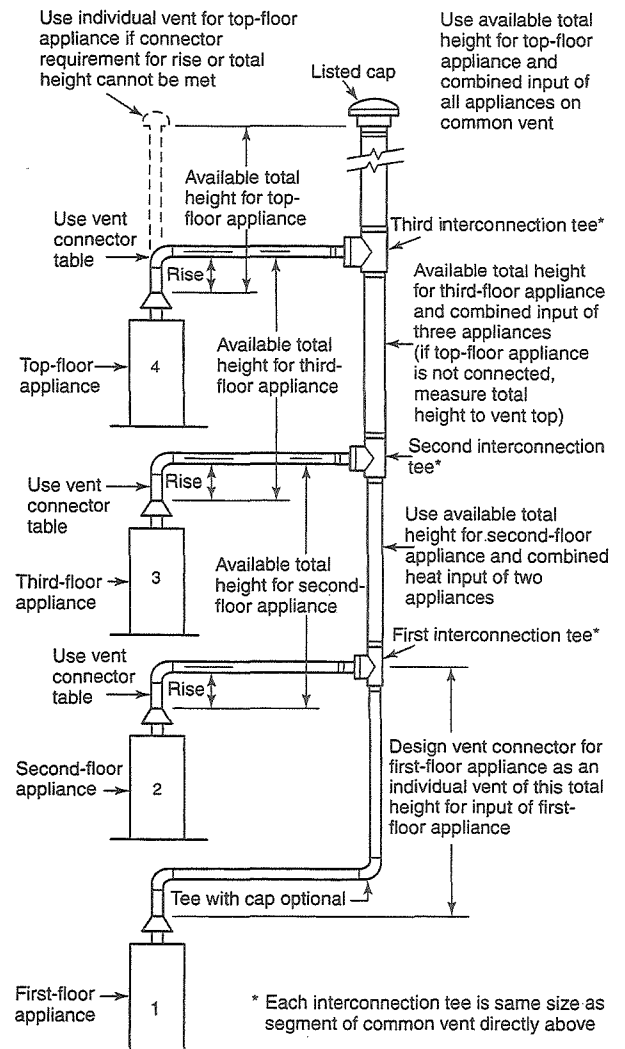 Use individual vent for top-floor
appliance if connector
requirement for rise or total
height cannot be met
Use available total
height for top-floor
appliance and
combined input of
all appliances on
common vent
Listed cap
Available total
height for top-
floor appliance
Use vent
connector
table
Rise
Third interconnection tee*
Available total height
for third-floor appliance
and combined input of
three appliances
(if top-floor appliance
is not connected,
measure total
height to vent top)
Top-floor
appliance
4
Available total
height for third-
floor appliance
Second interconnection
tee*
Use vent
connector
table
Rise
Use available total
height for second-floor
appliance and combined
heat input of two
appliances
Third-floor
appliance
3
Available total
height for second-
floor appliance
First interconnection tee*
Use vent
connector
table
Rise
Second-floor
appliance
2
Design vent connector for
first-floor appliance as an
individual vent of this total
height for input of first-
floor appliance
Tee with cap optional
First-floor
appliance
1
* Each interconnection tee is same size as
segment of common vent directly above